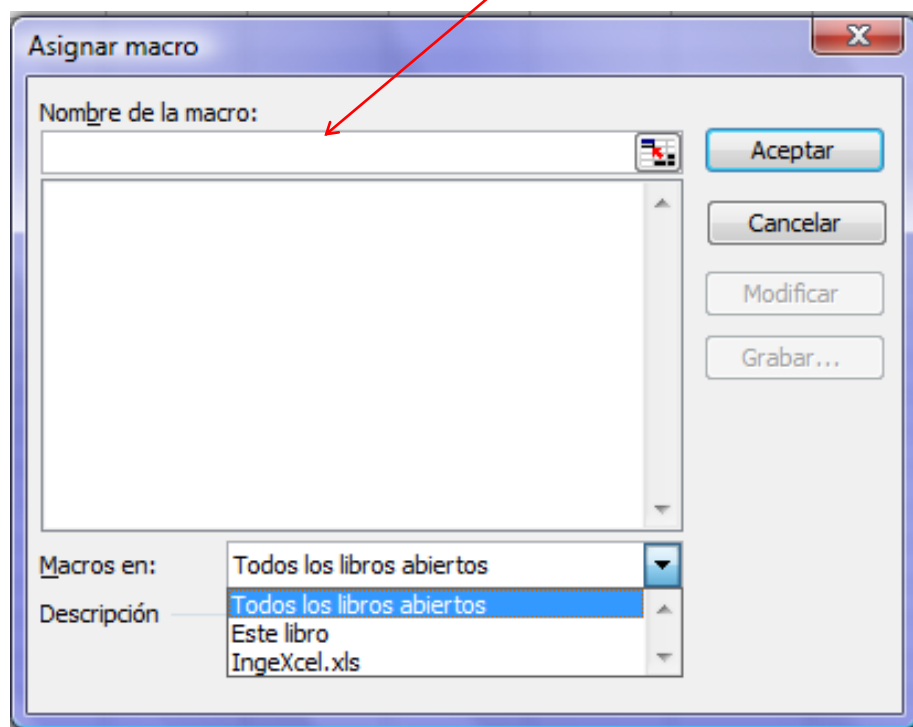 Asignar macro
Nombre de la macro:
Aceptar
Cancelar
Modificar
Grabar...
Macros en:
Todos los libros abiertos
Todos los libros abiertos
Descripción
Este libro
IngeXcel.xls